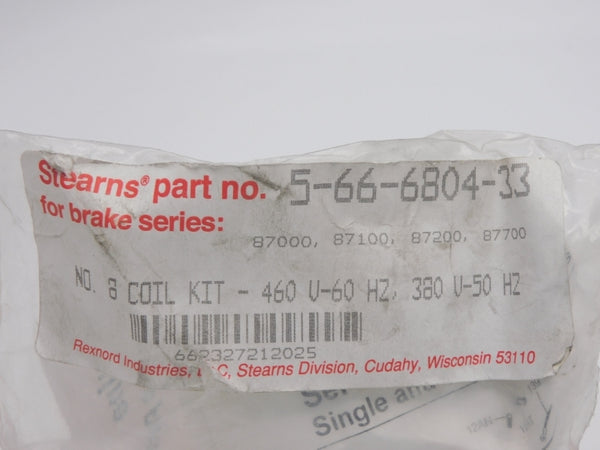 Stearns® part no. 5-66-6804-33
for brake series:
87000, 87100, 87200, 87700
NO. 8 COIL KIT - 460 V-60 HZ, 380 V-50 HZ
662327212025
Rexnord Industries, C, Stearns Division, Cudahy, Wisconsin 53110
Single and